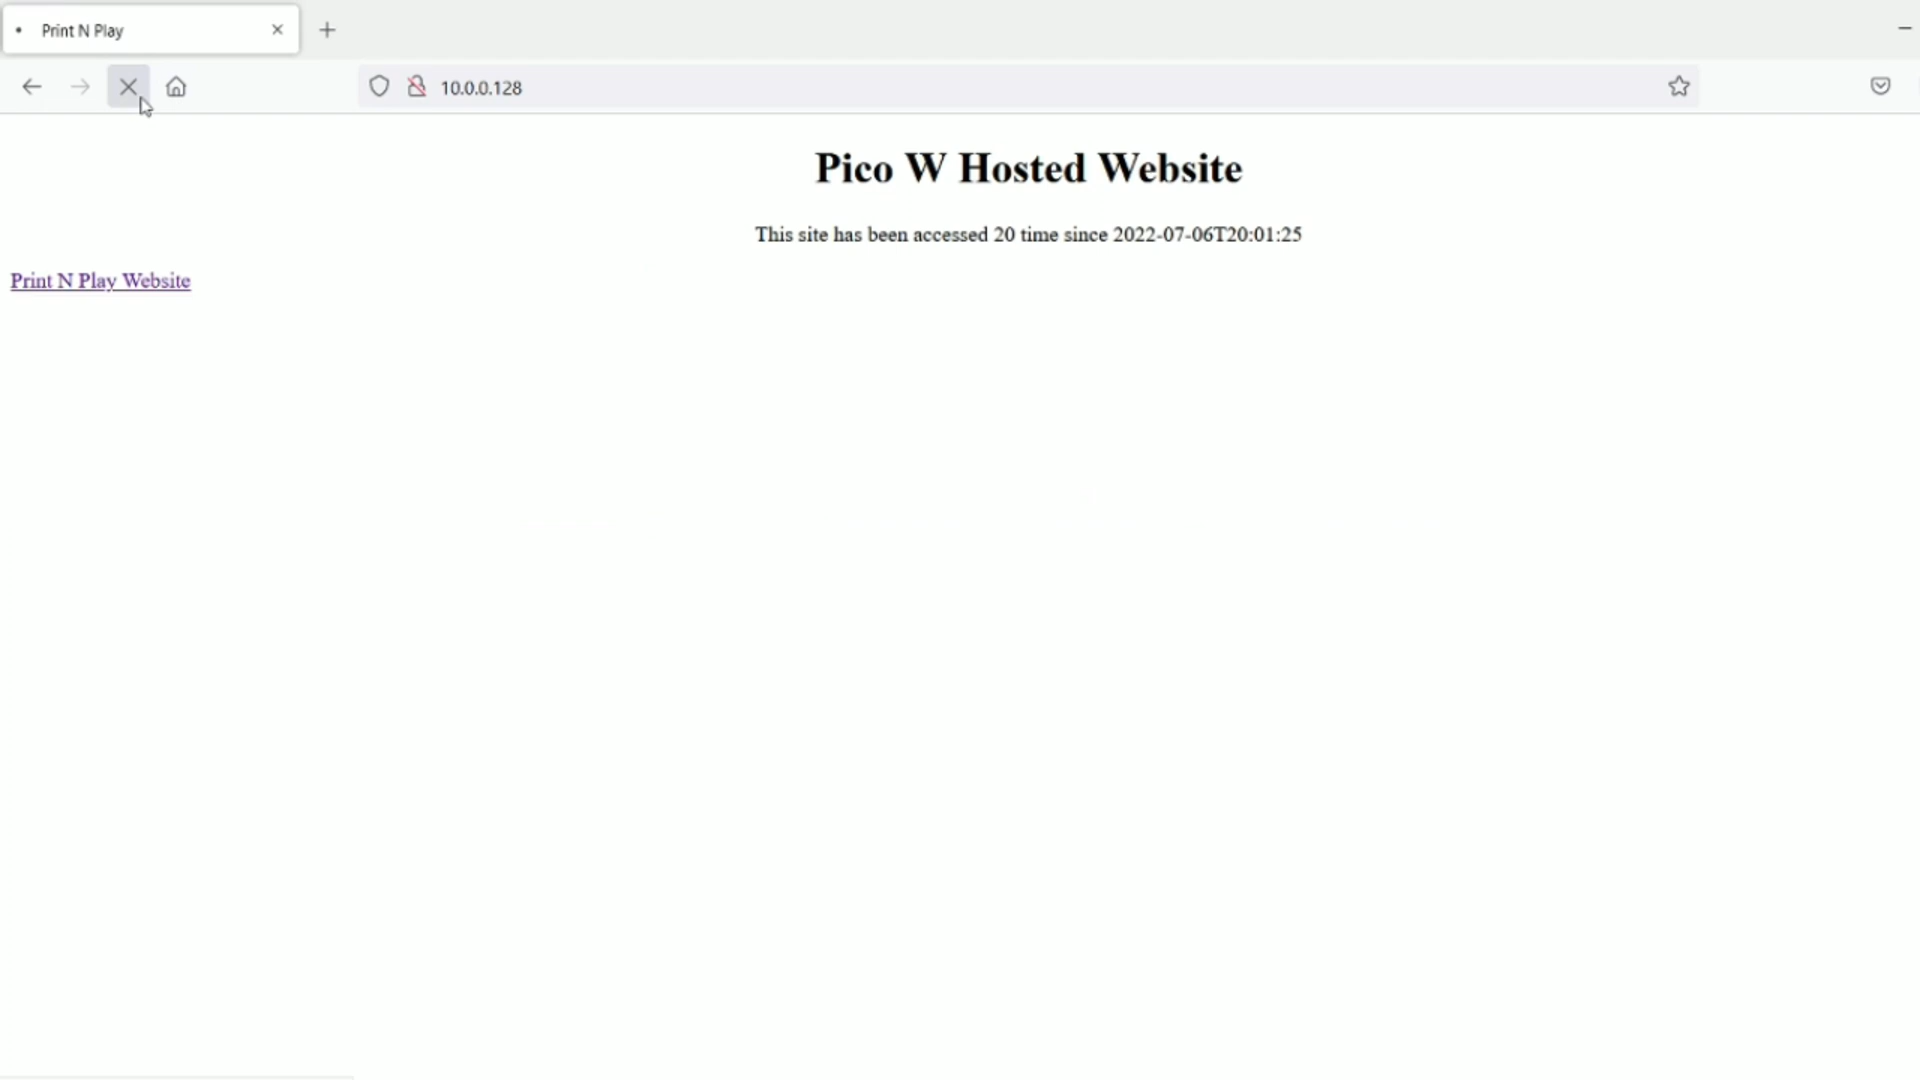 Print N Play
10.0.0.128
Pico W Hosted Website
This site has been accessed 20 time since 2022-07-06T20:01:25
Print N Play Website